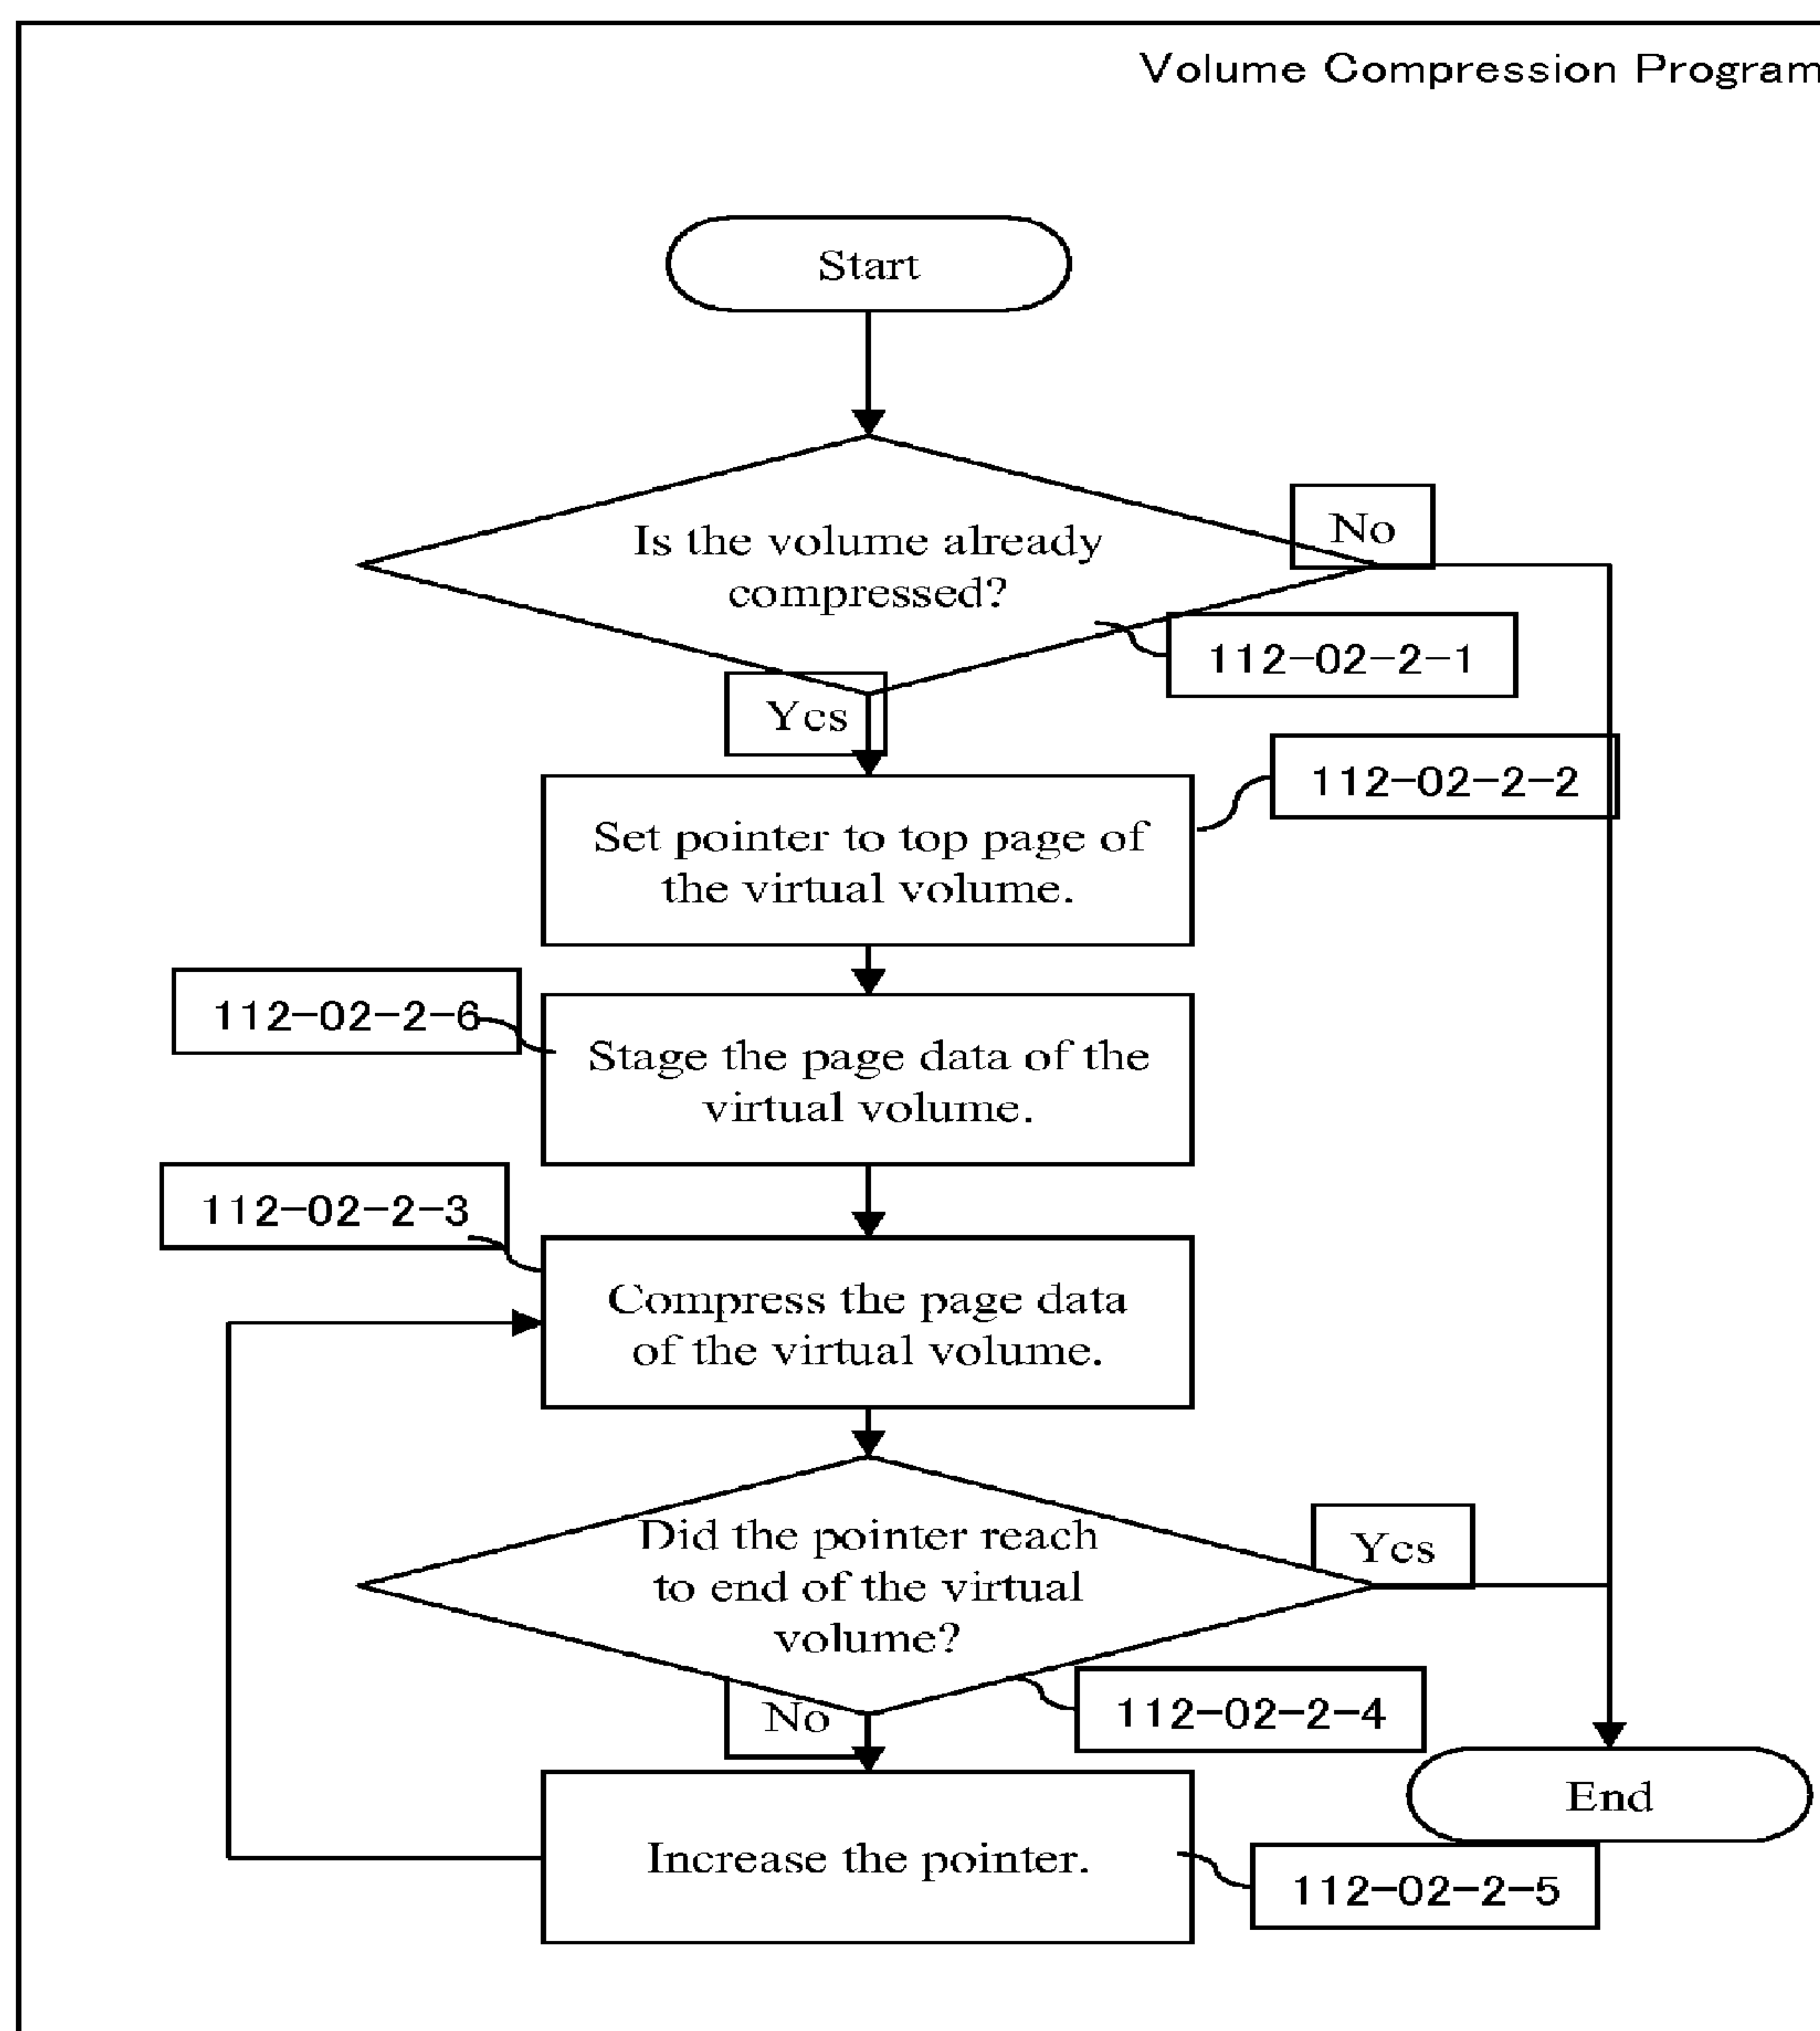 Volume Compression Program
Start
Is the volume already
compressed?
No
112-02-2-1
Yes
112-02-2-2
Set pointer to top page of
the virtual volume.
112-02-2-6
Stage the page data of the
virtual volume.
112-02-2-3
Compress the page data
of the virtual volume.
Did the pointer reach
to end of the virtual
volume?
Yes
No
112-02-2-4
End
Increase the pointer.
112-02-2-5